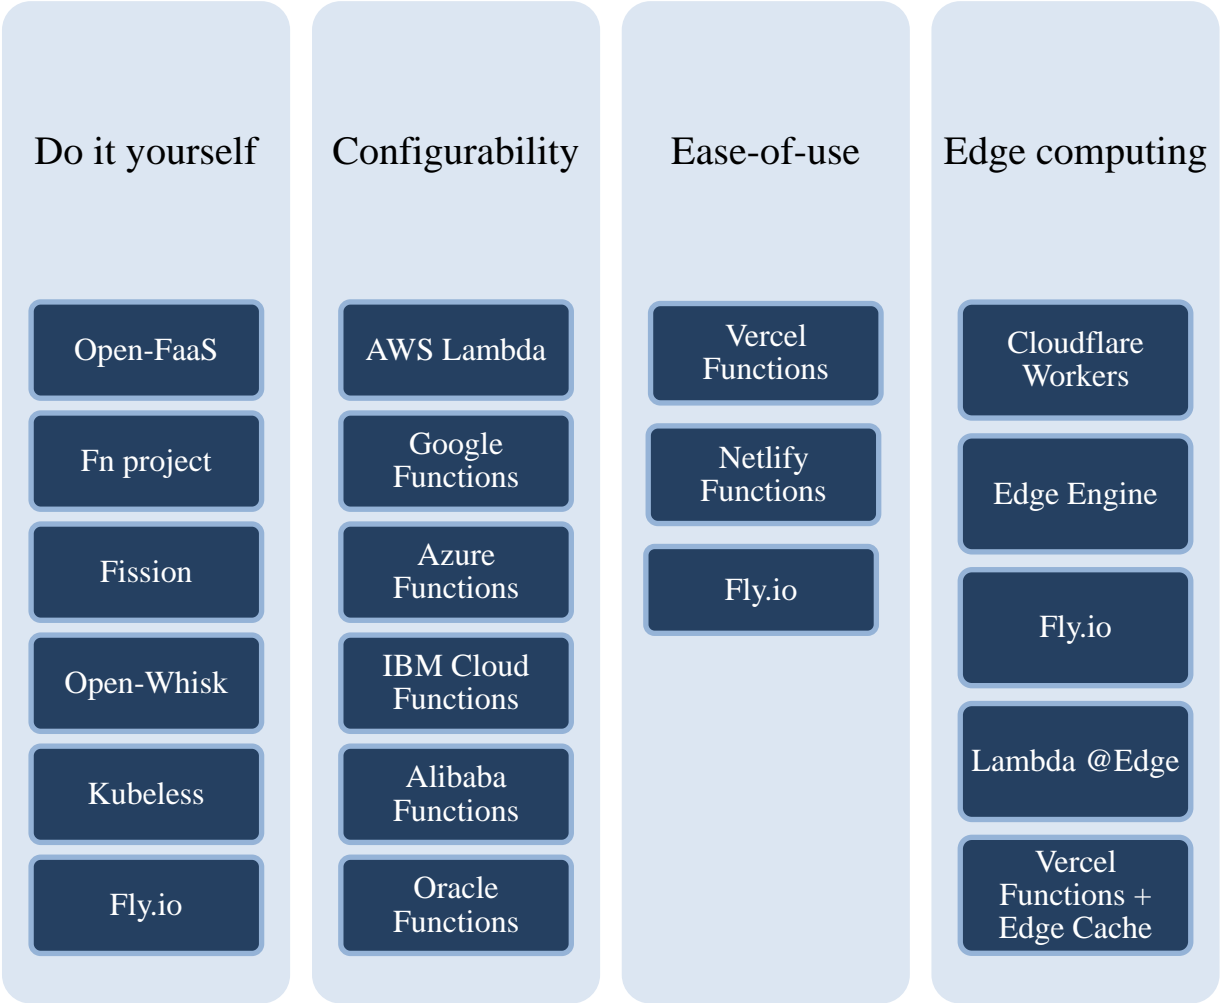 Do it yourself
Open-FaaS
Fn project
Fission
Open-Whisk
Kubeless
Fly.io
Configurability
AWS Lambda
Google
Functions
Azure
Functions
IBM Cloud
Functions
Alibaba
Functions
Oracle
Functions
Ease-of-use
Vercel
Functions
Netlify
Functions
Fly.io
Edge computing
Cloudflare
Workers
Edge Engine
Fly.io
Lambda @Edge
Vercel
Functions +
Edge Cache